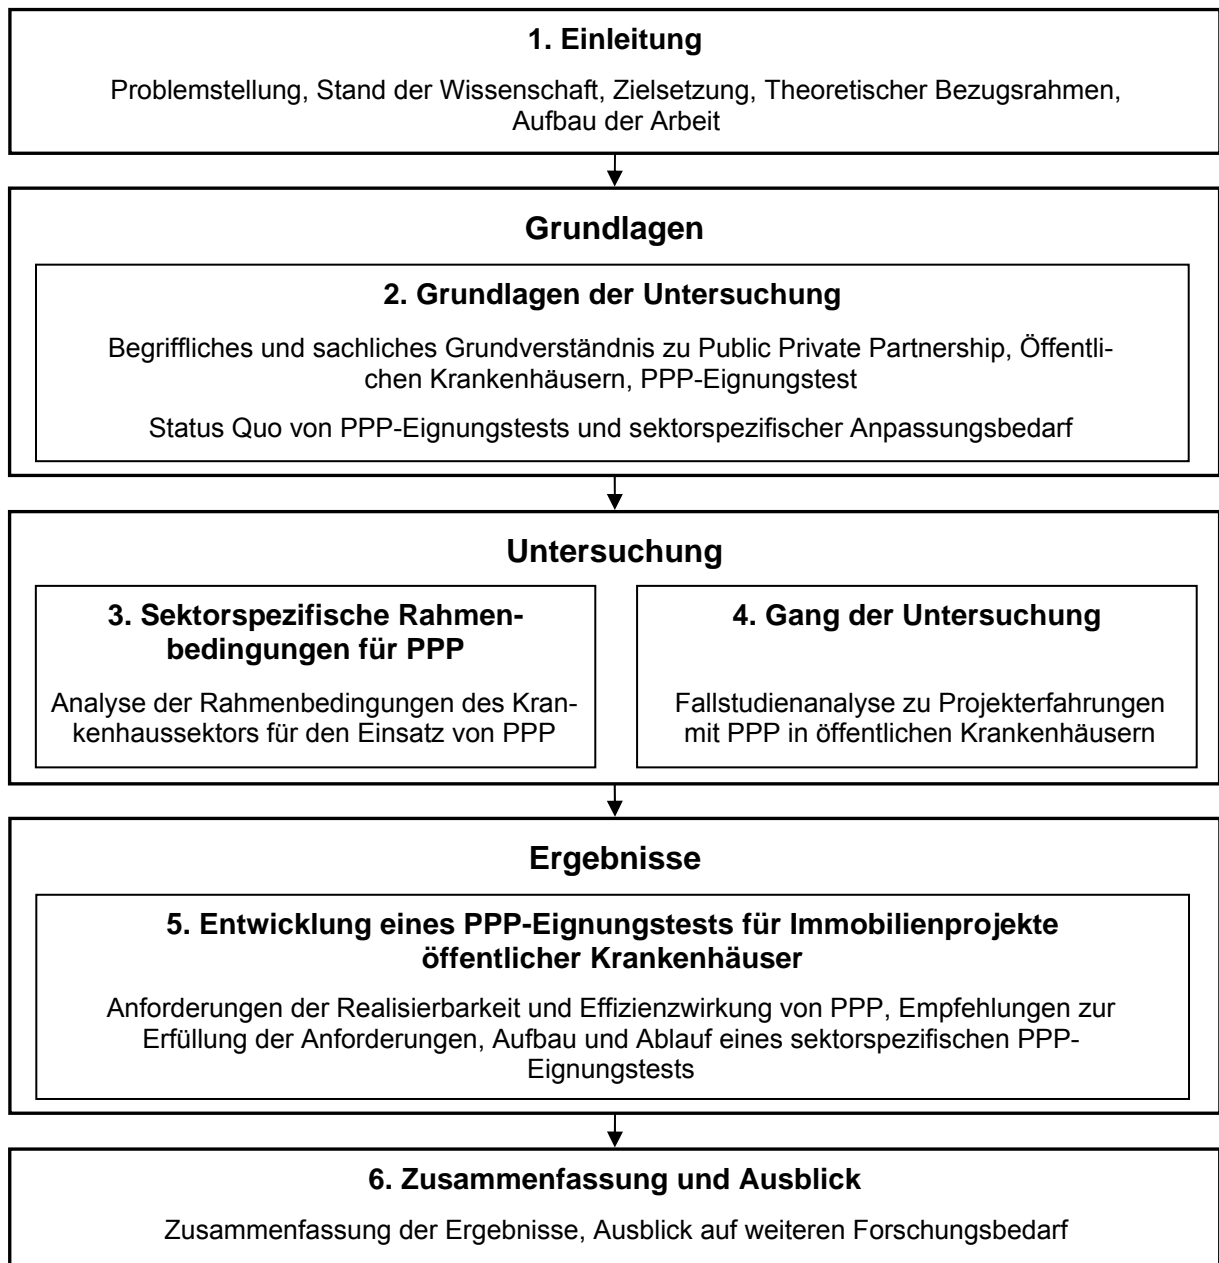 1. Einleitung
Problemstellung, Stand der Wissenschaft, Zielsetzung, Theoretischer Bezugsrahmen,
Aufbau der Arbeit
Grundlagen
2. Grundlagen der Untersuchung
Begriffliches und sachliches Grundverständnis zu Public Private Partnership, Öffentli-
chen Krankenhäusern, PPP-Eignungstest
Status Quo von PPP-Eignungstests und sektorspezifischer Anpassungsbedarf
Untersuchung
3. Sektorspezifische Rahmen-
bedingungen für PPP
Analyse der Rahmenbedingungen des Kran-
kenhaussektors für den Einsatz von PPP
4. Gang der Untersuchung
Fallstudienanalyse zu Projekterfahrungen
mit PPP in öffentlichen Krankenhäusern
Ergebnisse
5. Entwicklung eines PPP-Eignungstests für Immobilienprojekte
öffentlicher Krankenhäuser
Anforderungen der Realisierbarkeit und Effizienzwirkung von PPP, Empfehlungen zur
Erfüllung der Anforderungen, Aufbau und Ablauf eines sektorspezifischen PPP-
Eignungstests
6. Zusammenfassung und Ausblick
Zusammenfassung der Ergebnisse, Ausblick auf weiteren Forschungsbedarf